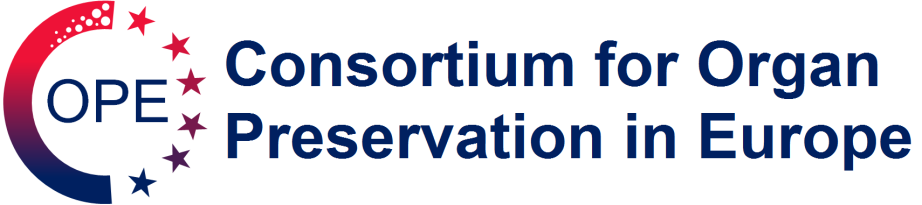 OPE
Consortium for Organ
Preservation in Europe